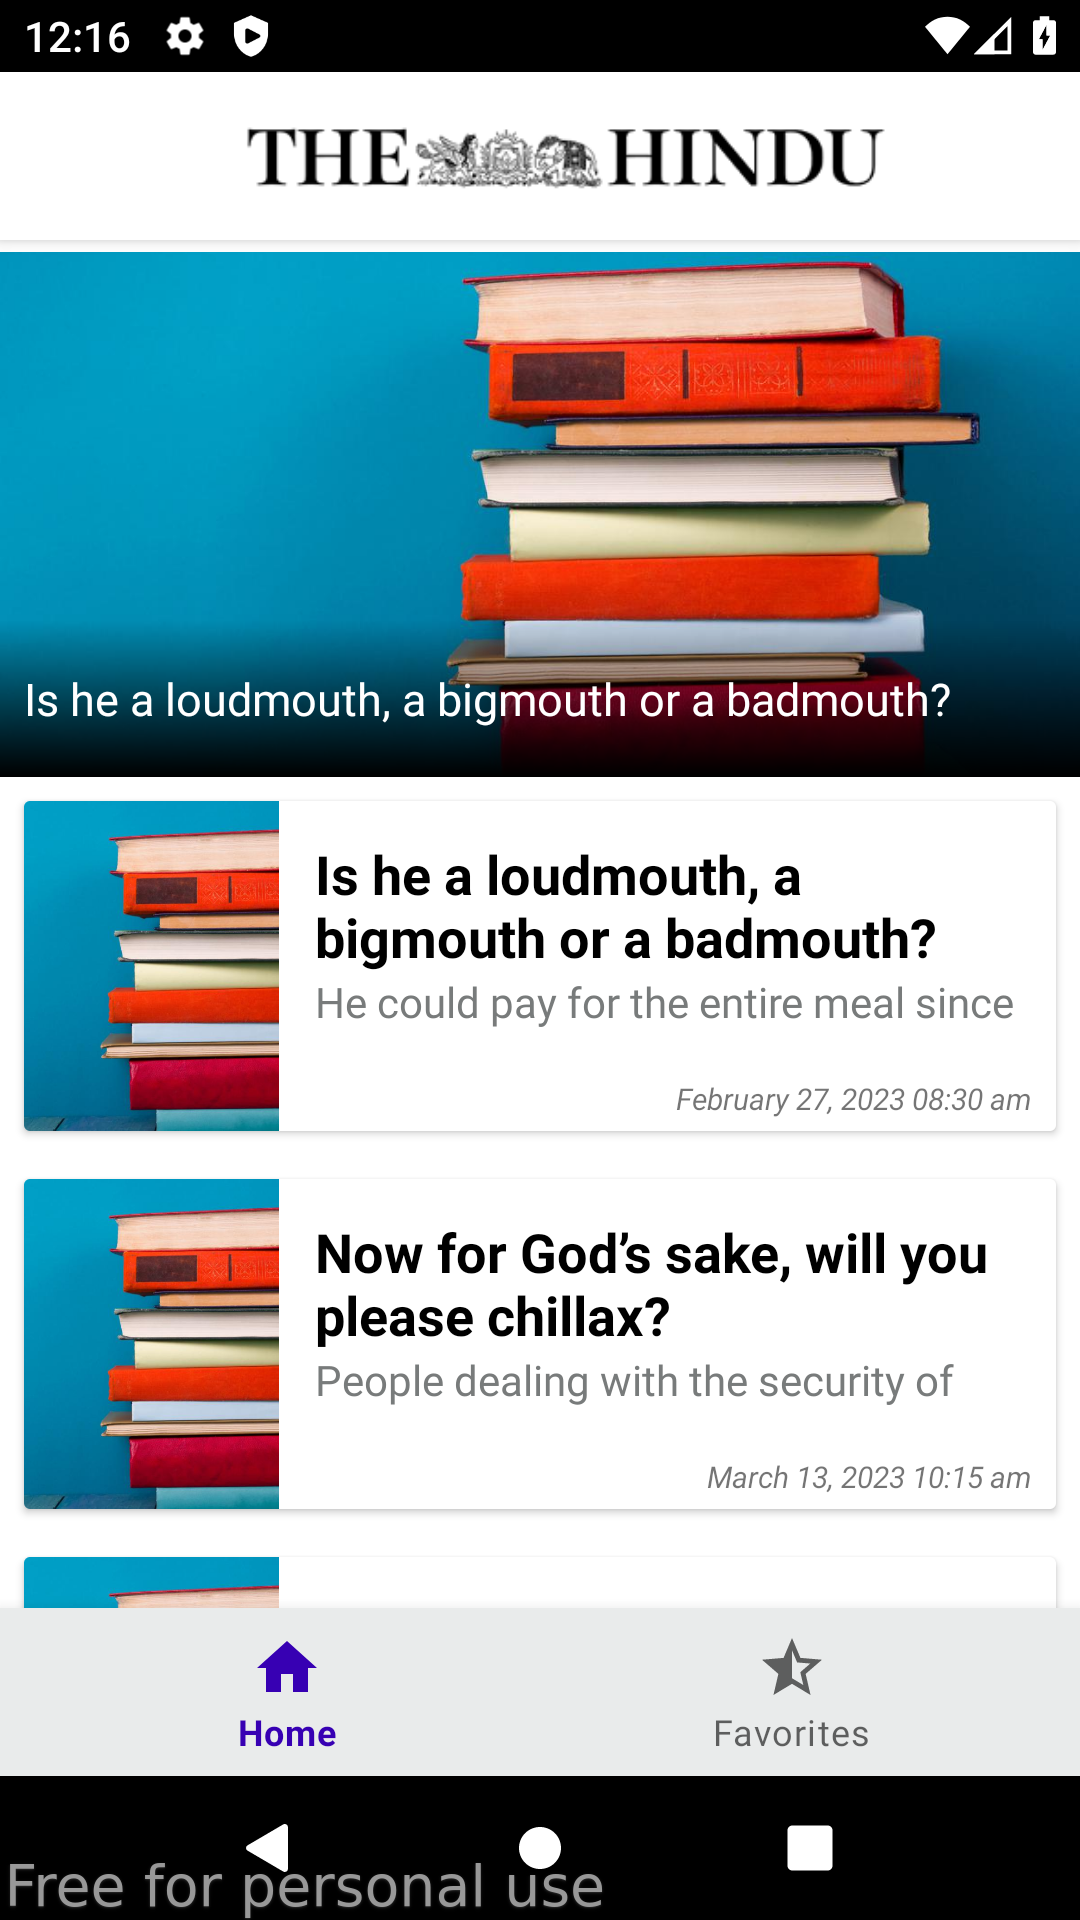 12:16
THE HINDU
Is he a loudmouth, a bigmouth or a badmouth?
Is he a loudmouth, a
bigmouth or a badmouth?
He could pay for the entire meal since
February 27, 2023 08:30 am
Now for God’s sake, will you
please chillax?
People dealing with the security of
March 13, 2023 10:15 am
Home
Favorites
Free for personal use